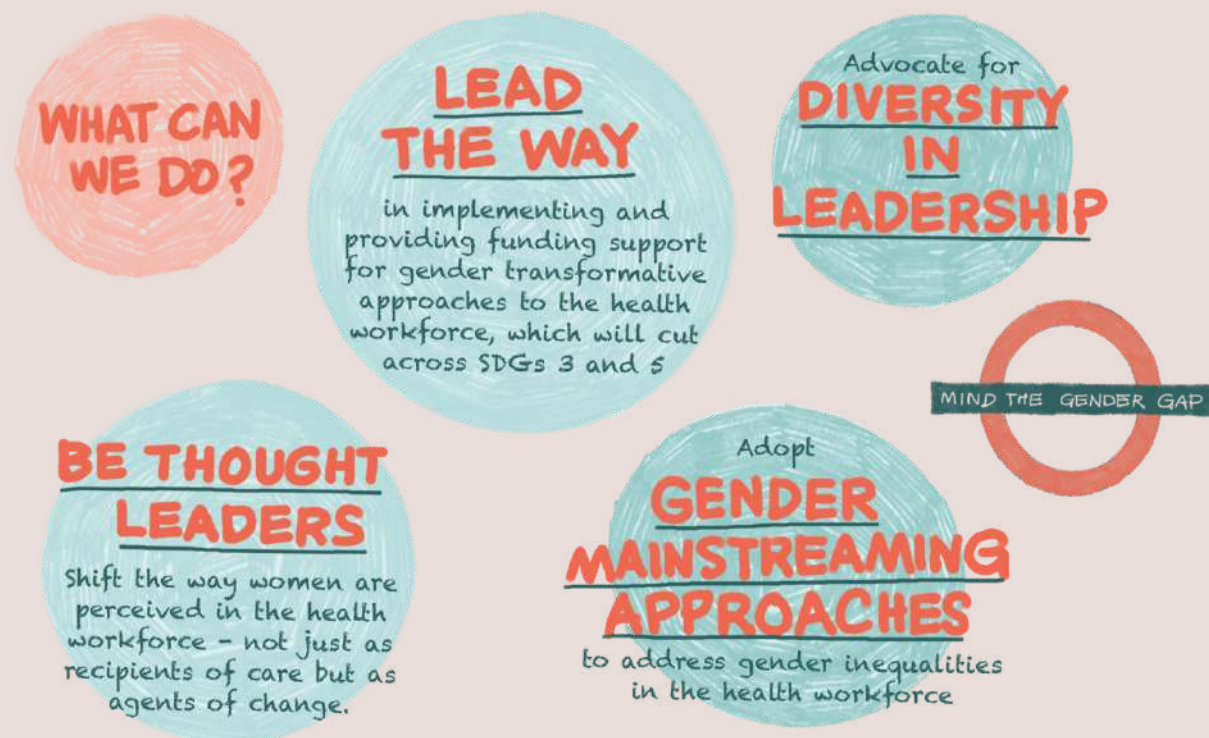 WHAT CAN
WE DO?
LEAD
THE WAY
in implementing and
providing funding support
for gender transformative
approaches to the health
workforce, which will cut
across SDGs 3 and 5
Advocate for
DIVERSITY
IN
LEADERSHIP
MIND THE GENDER GAP
BE THOUGHT
LEADERS
Shift the way women are
perceived in the health
workforce - not just as
recipients of care but as
agents of change.
Adopt
GENDER
MAINSTREAMING
APPROACHES
to address gender inequalities
in the health workforce